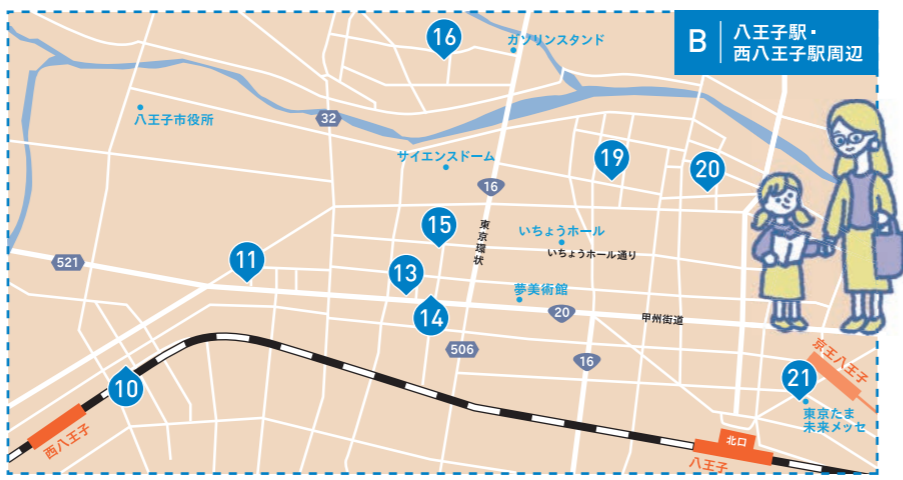 B
八王子駅・
西八王子駅周辺
16
ガソリンスタンド
八王子市役所
32
サイエンスドーム
19
20
16
東京環状
15
いちょうホール
いちょうホール通り
521
11
13
14
夢美術館
20
甲州街道
506
16
10
西八王子
京王八王子
21
東京たま
未来メッセ
北口
八王子